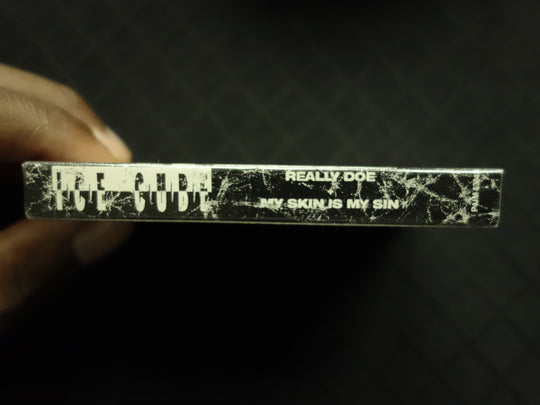 ICE CUBE
REALLY DOE
MY SKIN IS MY SIN